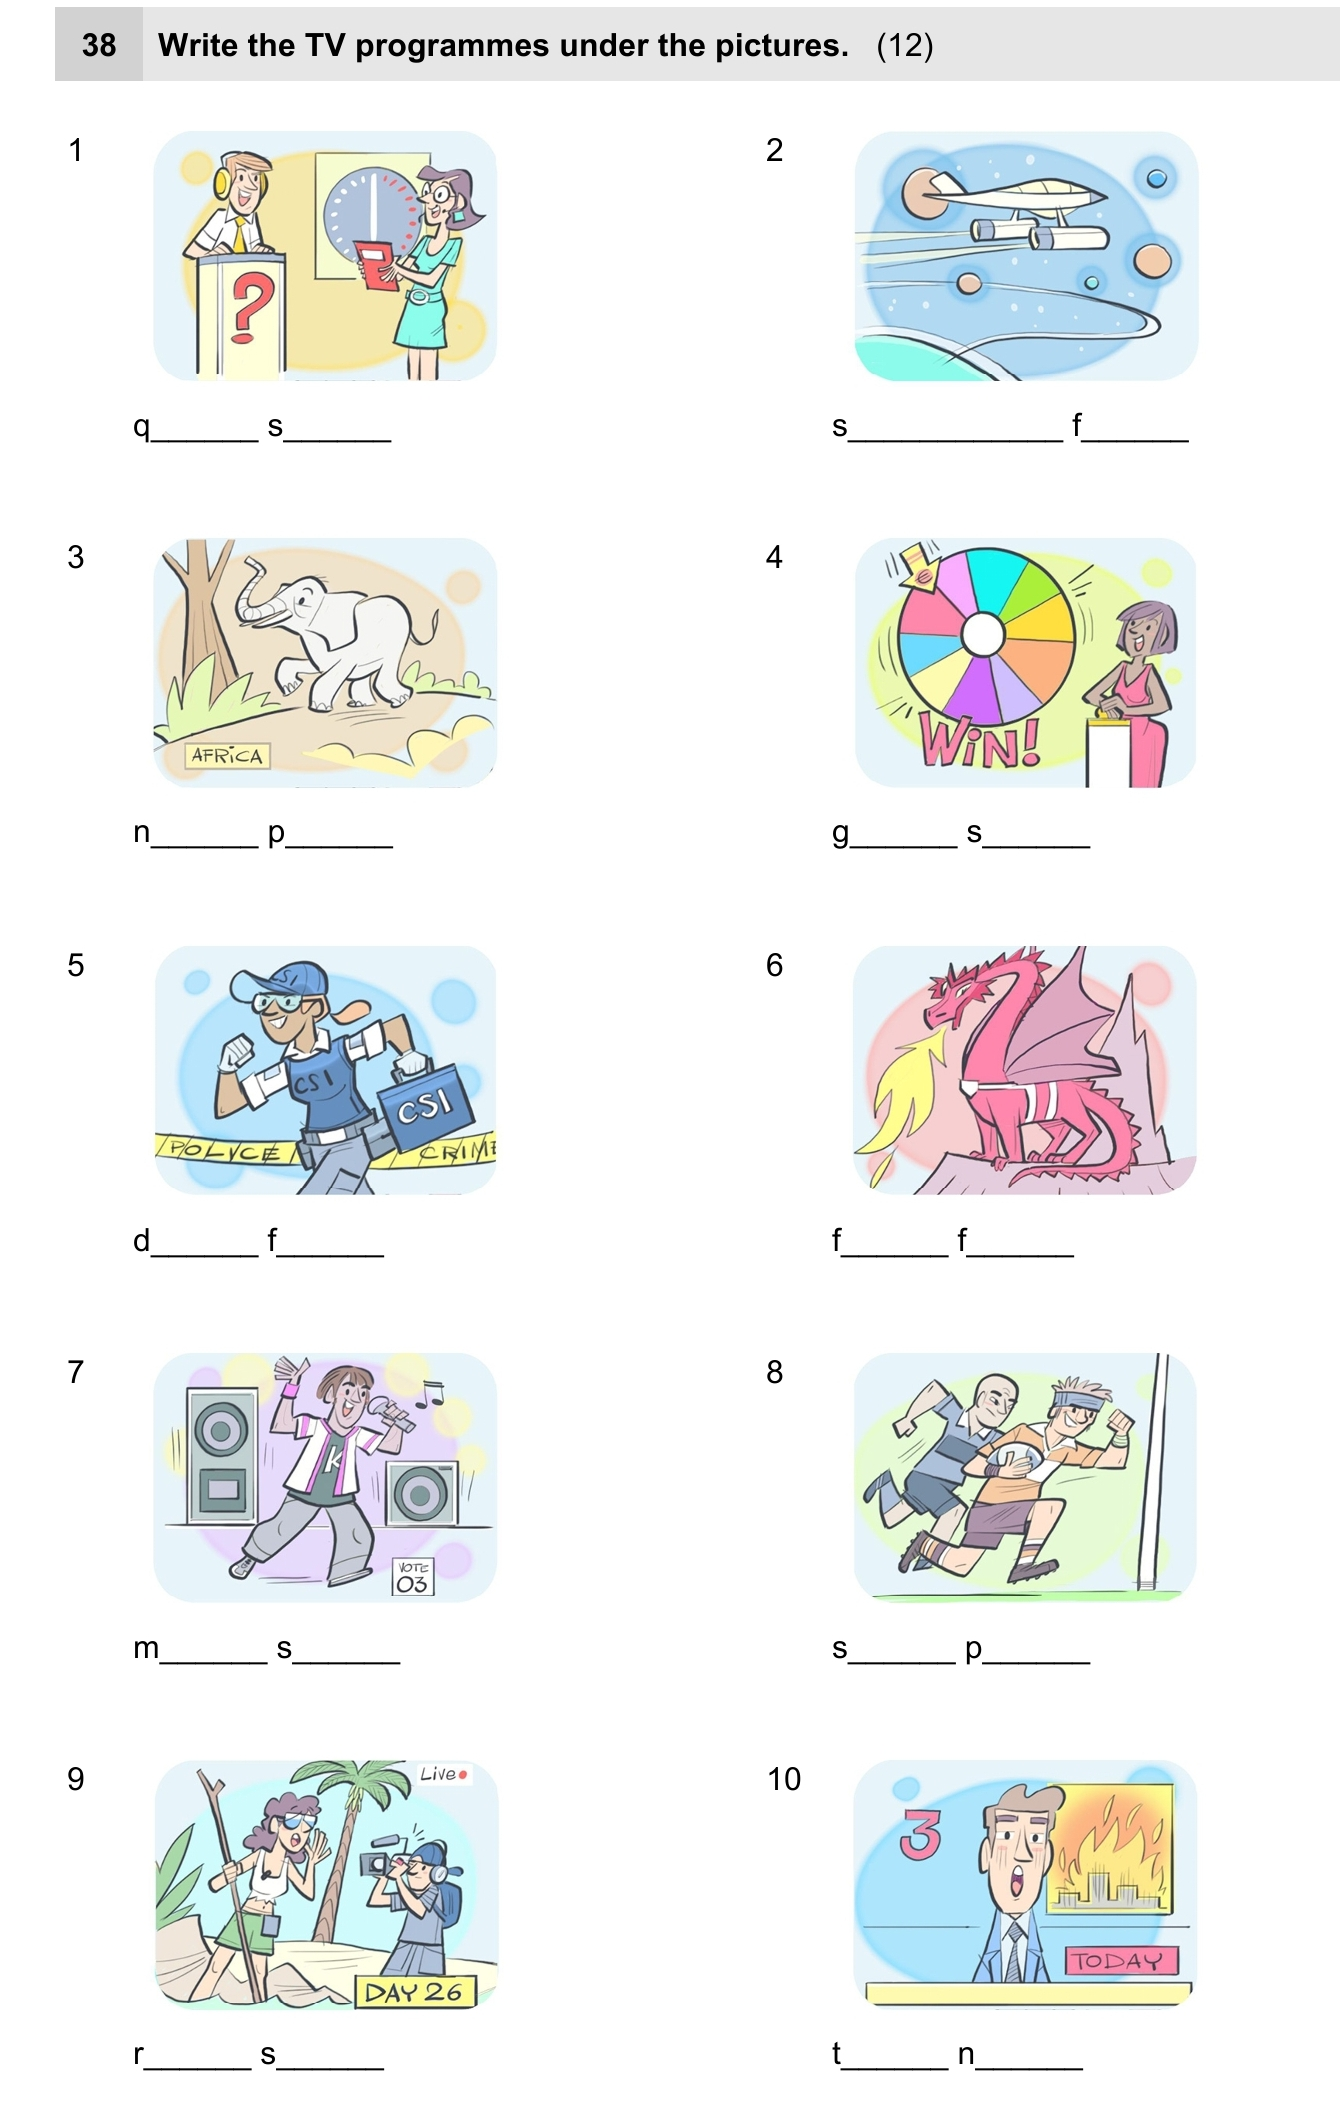 38 Write the TV programmes under the pictures. (12)
1
2
?
q______ s______
s____________ f______
3
4
AFRICA
WIN!
n______ p______
g______ s______
5
6
CSI
CSI
CSI
POLICE CRIME
d______ f______
f______ f______
7
8
K
VOTE
03
m______ s______
s______ p______
9
10
Live
3
TODAY
DAY 26
r______ s______
t______ n______